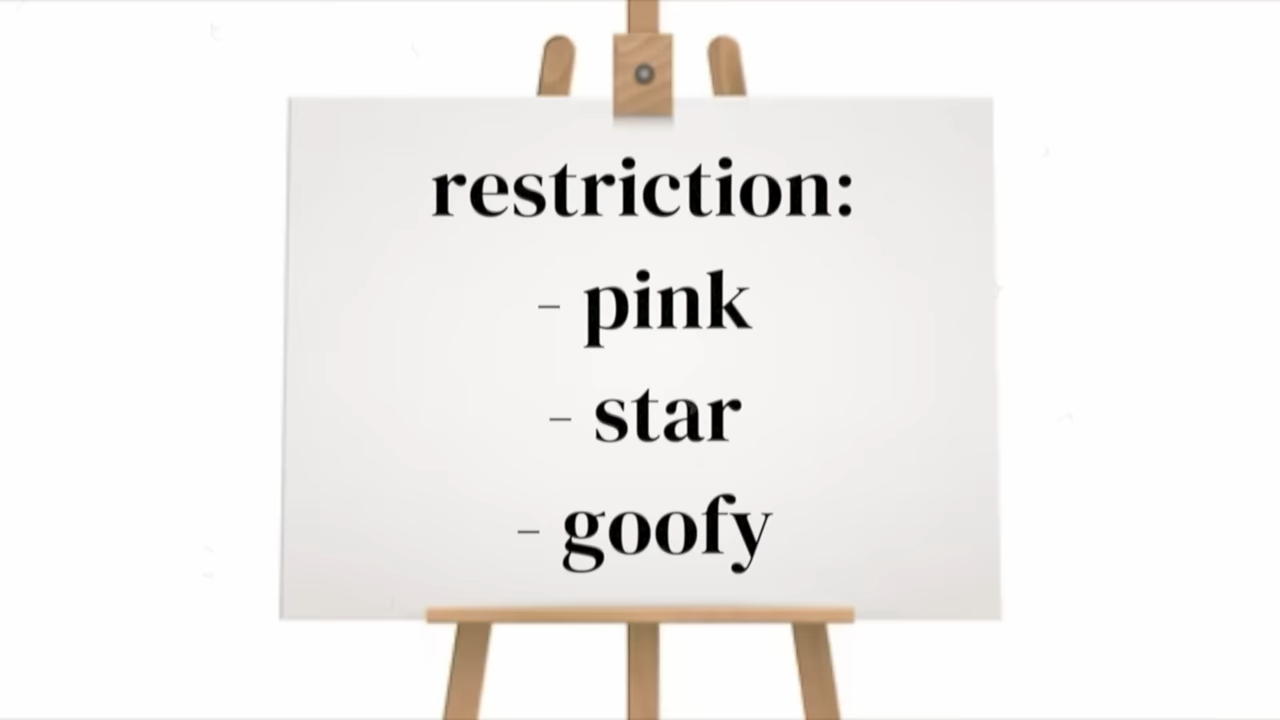 restriction:
- pink
- star
- goofy